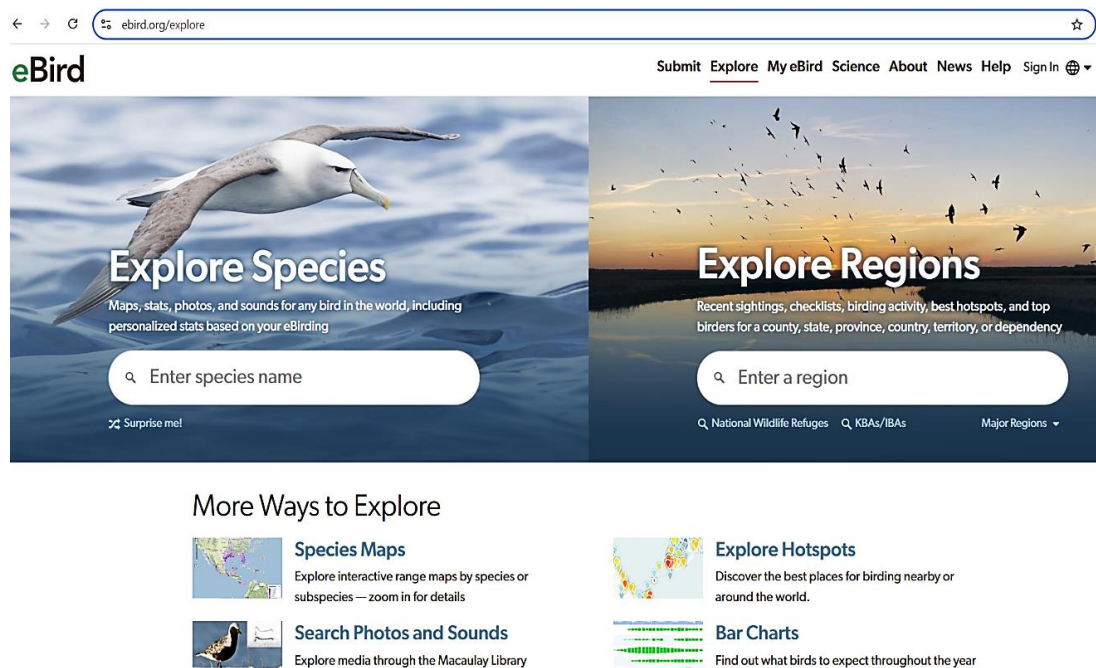 ebird.org/explore
eBird
Submit Explore My eBird Science About News Help Sign In
Explore Species
Maps, stats, photos, and sounds for any bird in the world, including
personalized stats based on your eBirding
Enter species name
Surprise me!
Explore Regions
Recent sightings, checklists, birding activity, best hotspots, and top
birders for a county, state, province, country, territory, or dependency
Enter a region
National Wildlife Refuges KBAs/IBAs Major Regions
More Ways to Explore
Species Maps
Explore interactive range maps by species or
subspecies — zoom in for details
Explore Hotspots
Discover the best places for birding nearby or
around the world.
Search Photos and Sounds
Explore media through the Macaulay Library
Bar Charts
Find out what birds to expect throughout the year